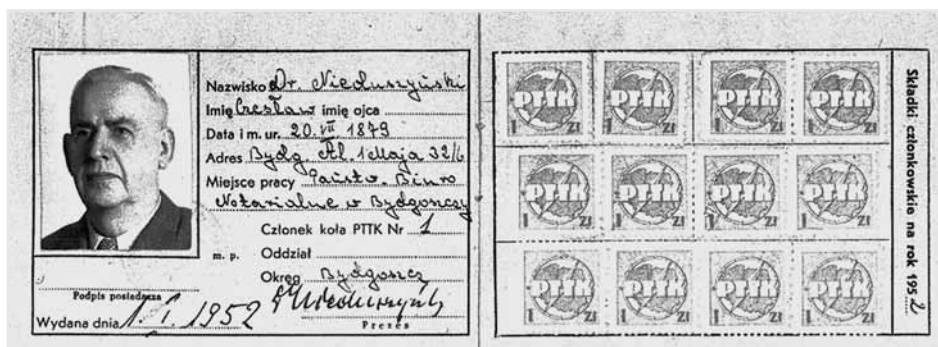 Nazwisko Dr. Nieduszyński
Imię Czesław imię ojca
Data i m. ur. 20. VII. 1879
Adres Bydg. Al. 1 Maja 32/6
Miejsce pracy Państw. Biuro
Notarialne w Bydgoszczy
Członek koła PTTK Nr 1
m. p. Oddział
Okręg Bydgoszcz
Podpis posiadacza
Wydana dnia 1. I. 1952
Prezes
PTTK PTTK PTTK PTTK
1 Zł 1 Zł 1 Zł 1 Zł
PTTK PTTK PTTK PTTK
1 Zł 1 Zł 1 Zł 1 Zł
PTTK PTTK PTTK PTTK
1 Zł 1 Zł 1 Zł 1 Zł
Składki członkowskie na rok 1952